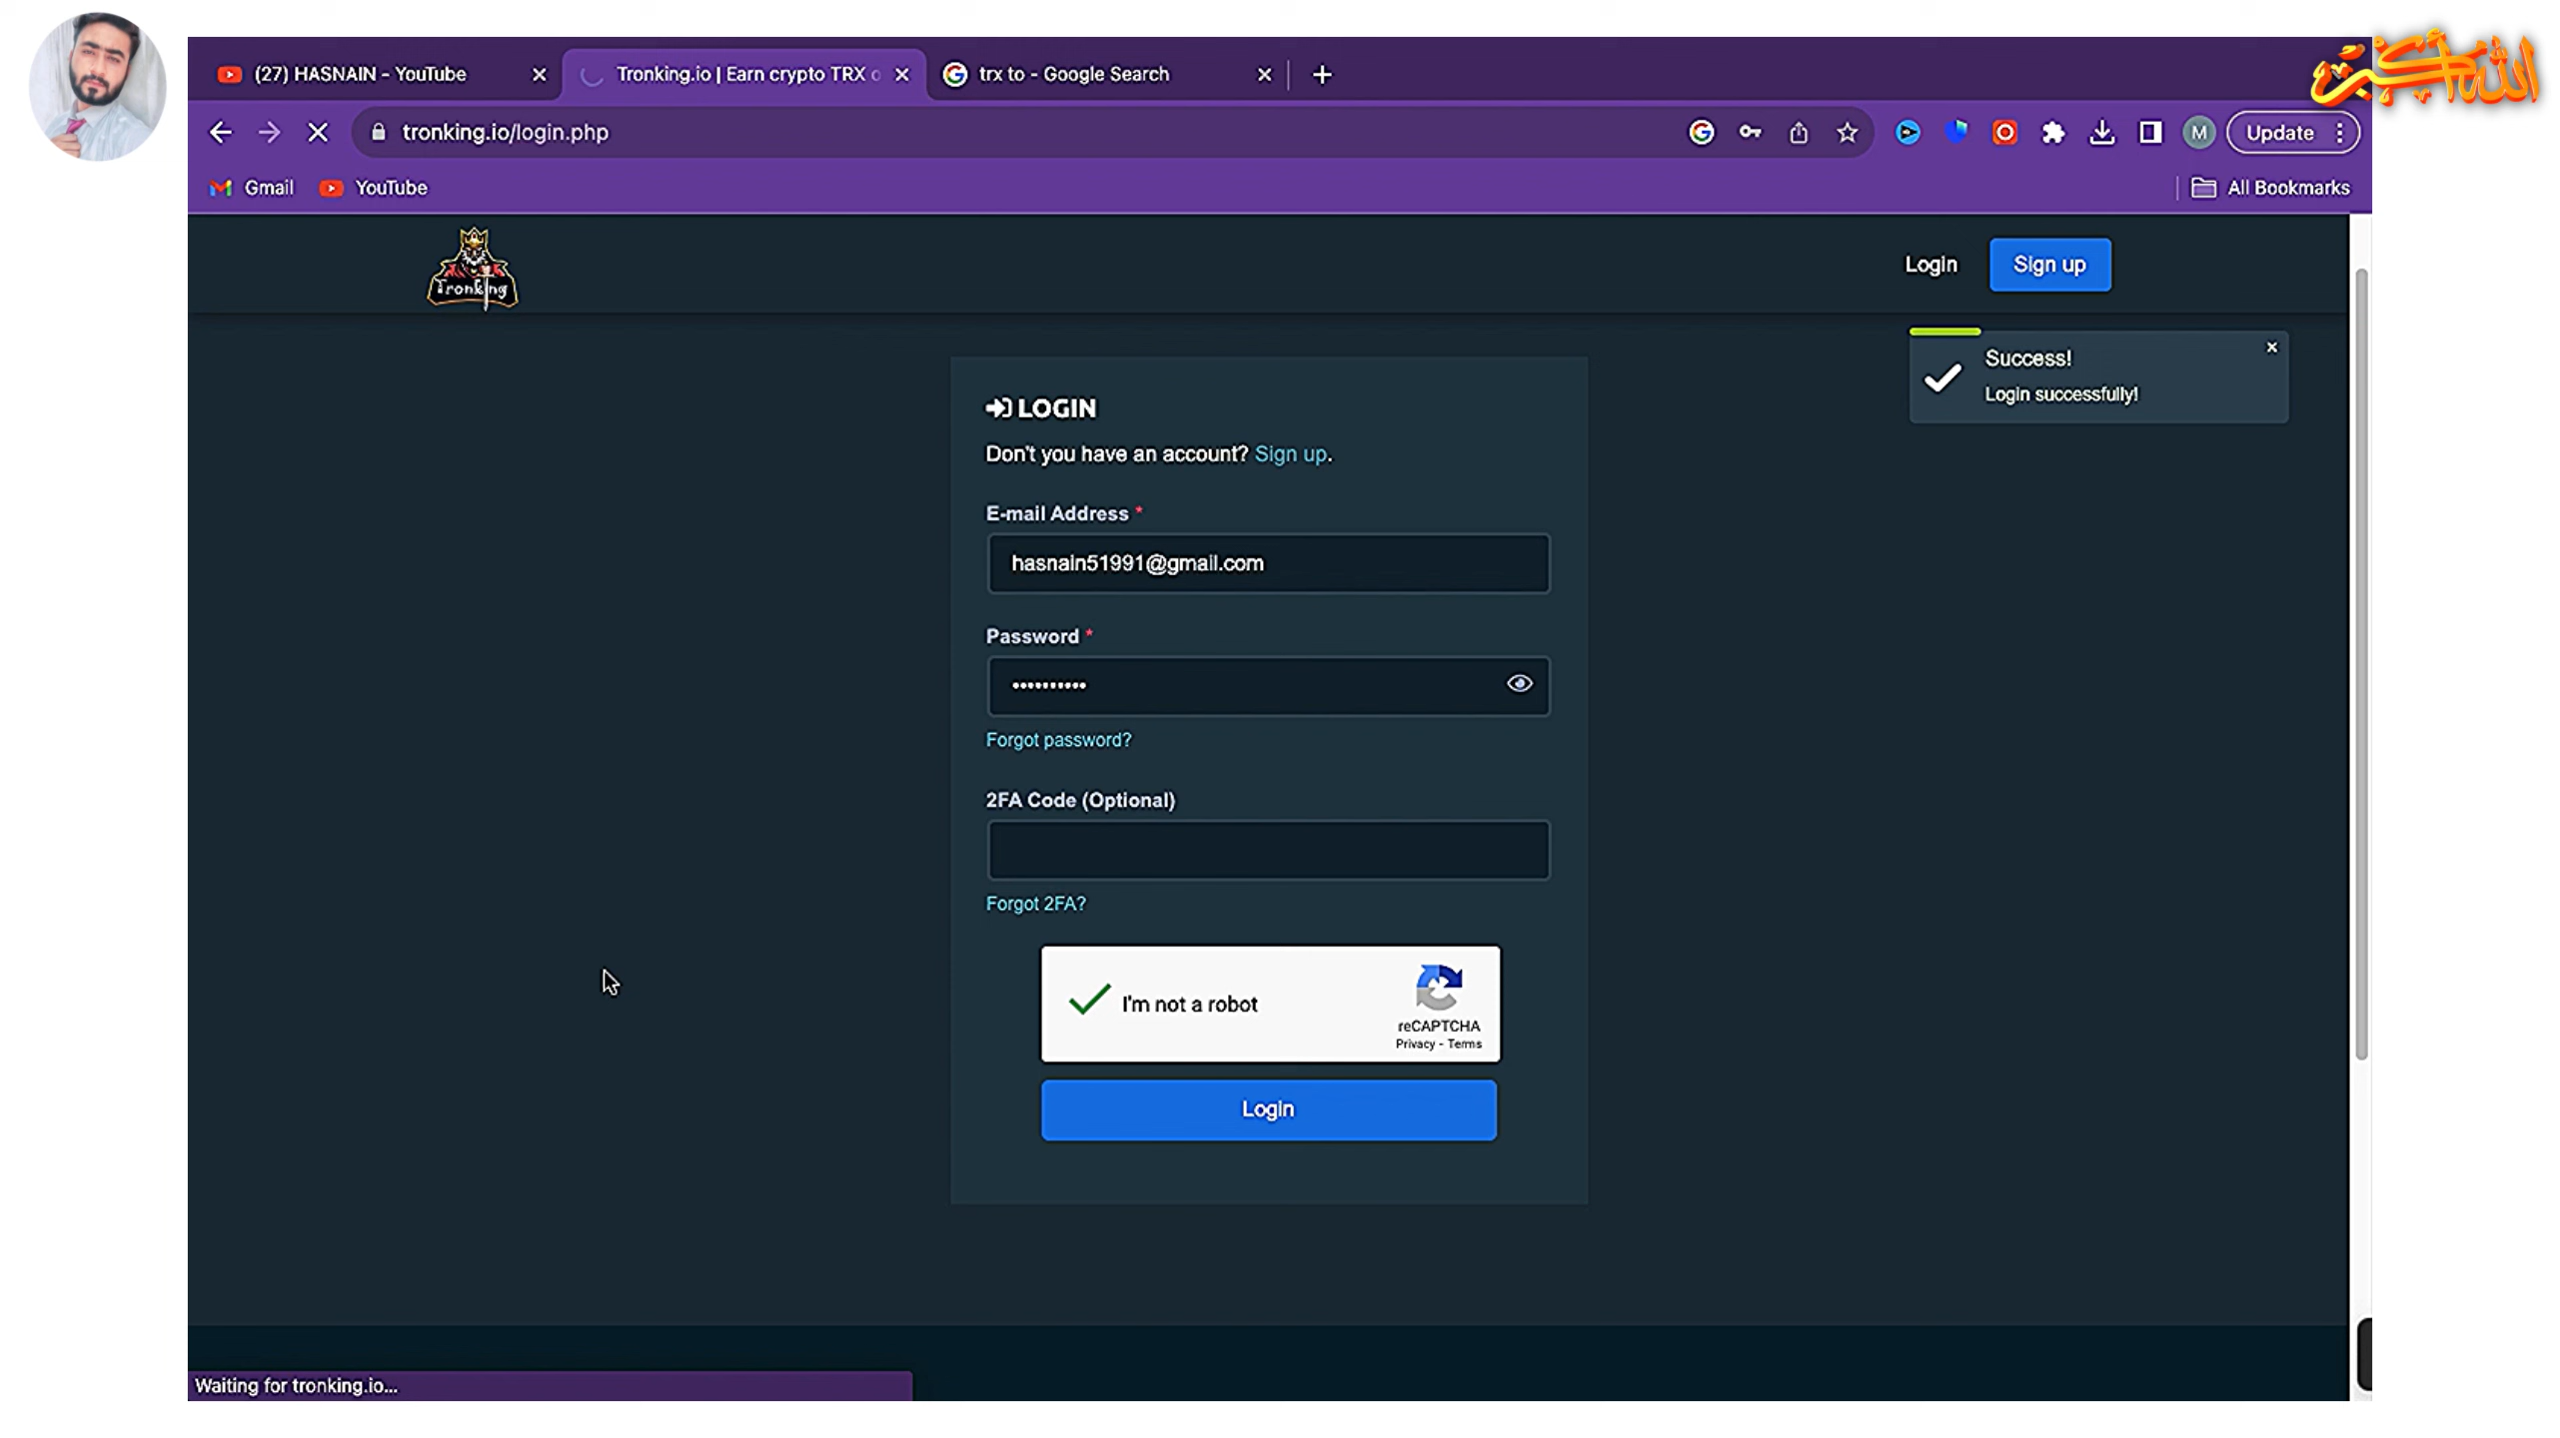 الله أكبر
(27) HASNAIN - YouTube
Tronking.io | Earn crypto TRX o
trx to - Google Search
tronking.io/login.php
M
Update
Gmail
YouTube
All Bookmarks
Tronking
Login
Sign up
Success!
Login successfully!
LOGIN
Don't you have an account? Sign up.
E-mail Address *
hasnain51991@gmail.com
Password *
••••••••••
Forgot password?
2FA Code (Optional)
Forgot 2FA?
I'm not a robot
reCAPTCHA
Privacy - Terms
Login
Waiting for tronking.io...